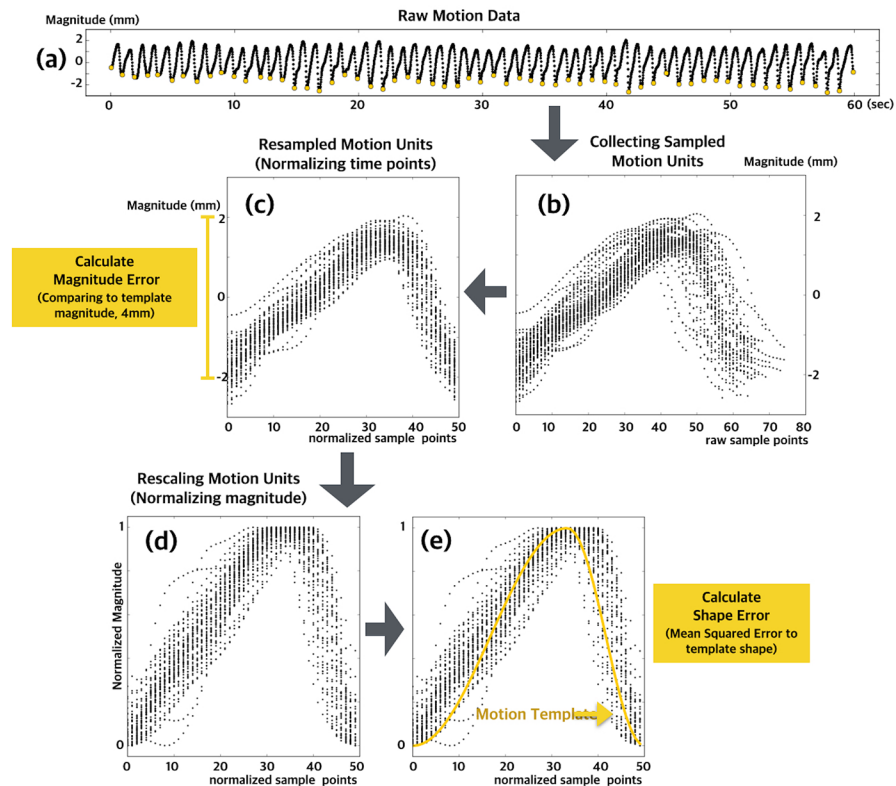 Raw Motion Data
Magnitude (mm)
(a)
2
0
-2
0 10 20 30 40 50 60 (sec)
Resampled Motion Units
(Normalizing time points)
Collecting Sampled
Motion Units
Magnitude (mm)
Magnitude (mm)
(c)
2
0
-2
0 10 20 30 40 50
normalized sample points
Calculate
Magnitude Error
(Comparing to template
magnitude, 4mm)
(b)
2
0
-2
0 10 20 30 40 50 60 70 80
raw sample points
Rescaling Motion Units
(Normalizing magnitude)
(d)
1
0
Normalized Magnitude
0 10 20 30 40 50
normalized sample points
(e)
1
0
Motion Template
0 10 20 30 40 50
normalized sample points
Calculate
Shape Error
(Mean Squared Error to
template shape)